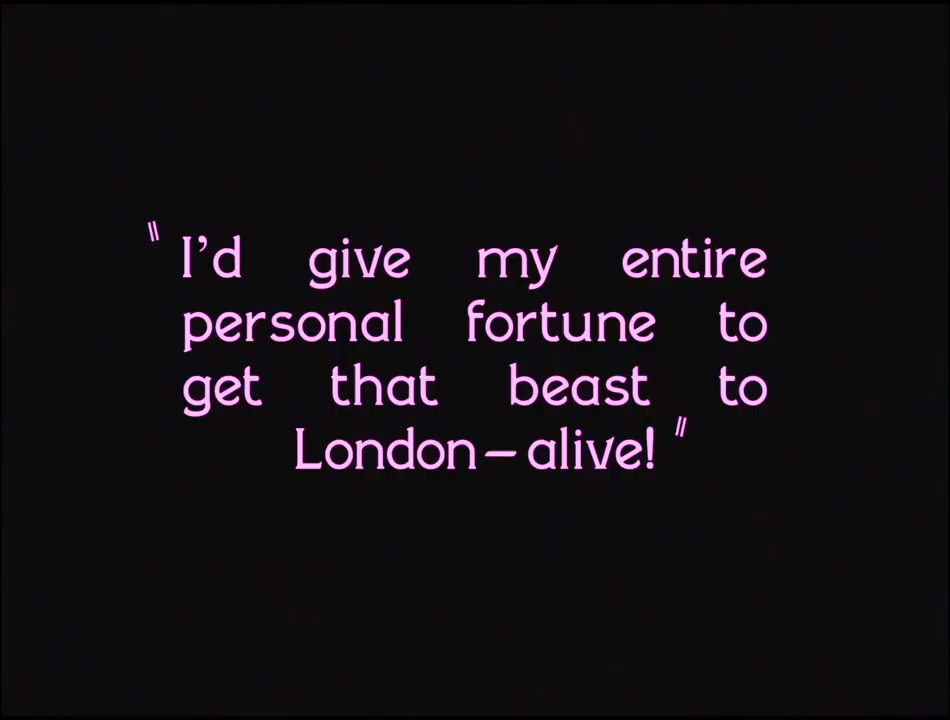 "I'd give my entire
personal fortune to
get that beast to
London—alive!"